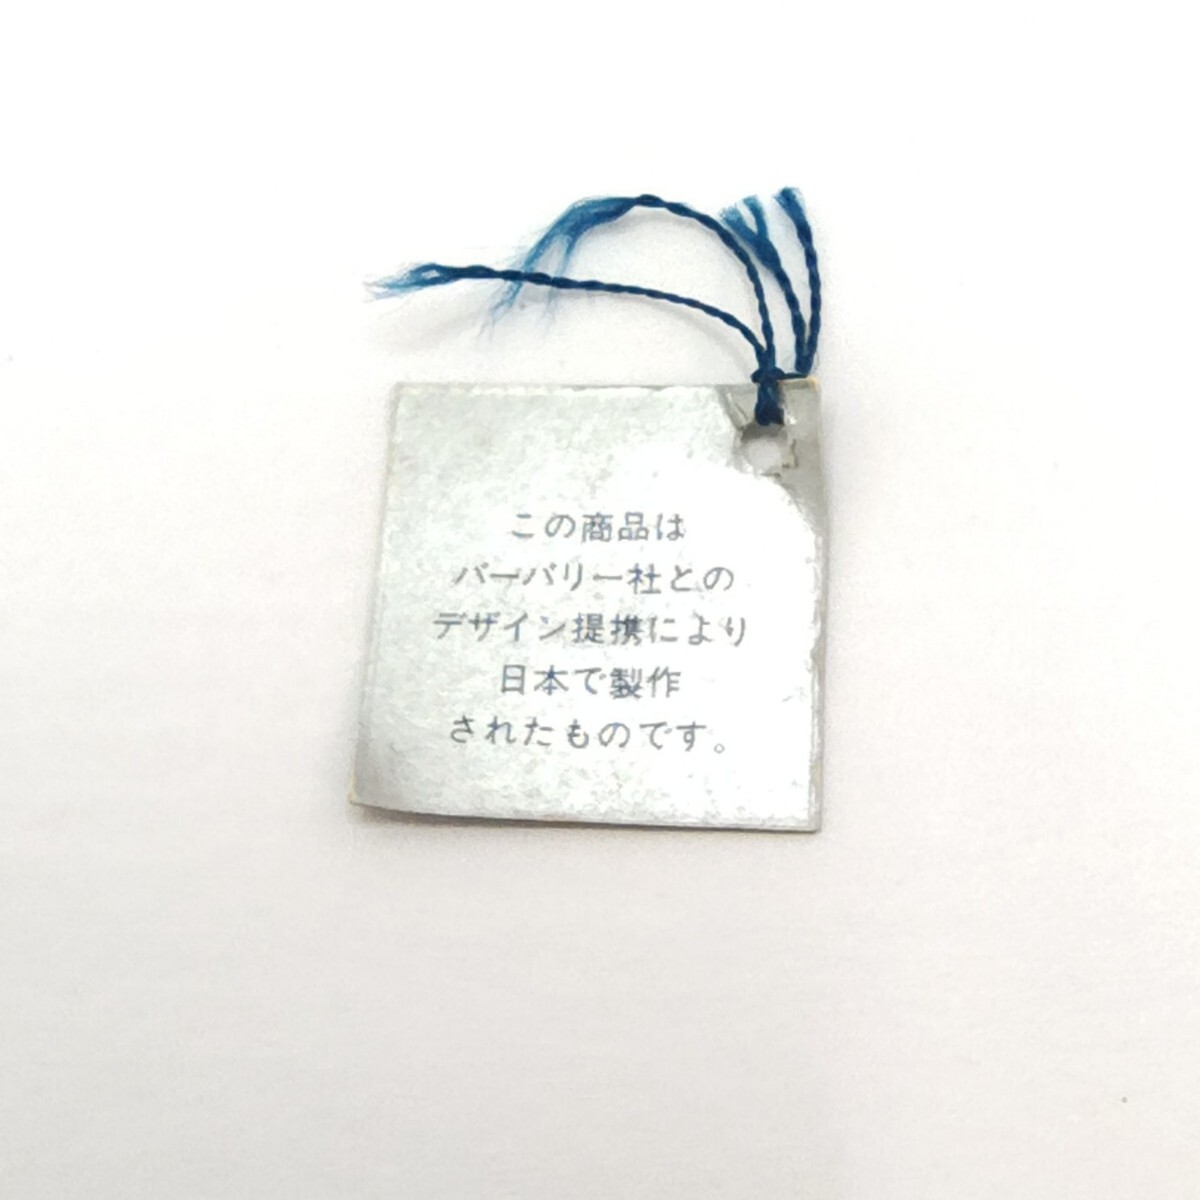 この商品は
バーバリー社との
デザイン提携により
日本で製作
されたものです。